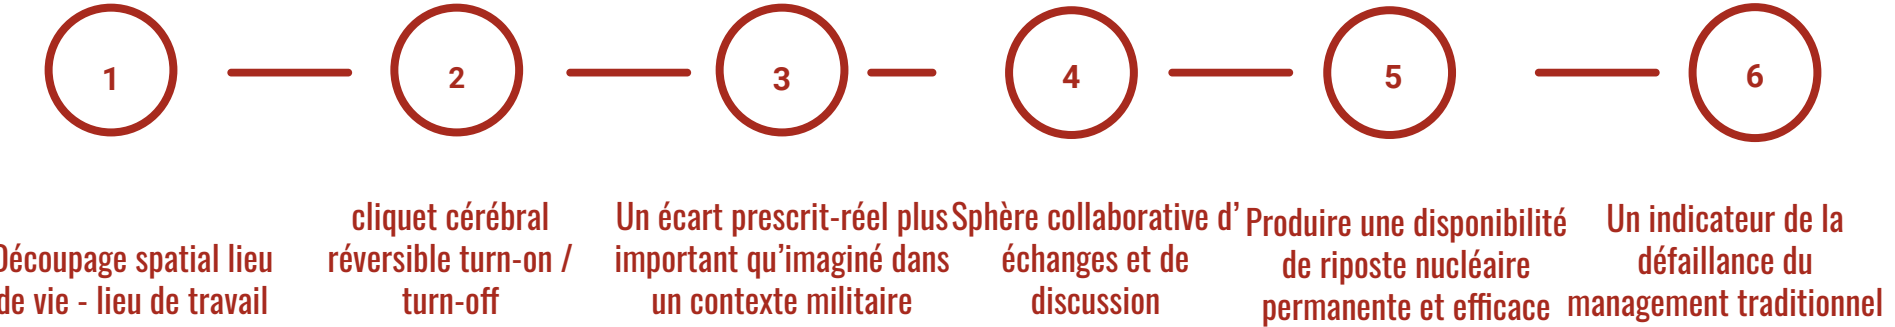 1
2
3
4
5
6
Découpage spatial lieu
de vie - lieu de travail
cliquet cérébral
réversible turn-on /
turn-off
Un écart prescrit-réel plus
important qu’imaginé dans
un contexte militaire
Sphère collaborative d’
échanges et de
discussion
Produire une disponibilité
de riposte nucléaire
permanente et efficace
Un indicateur de la
défaillance du
management traditionnel